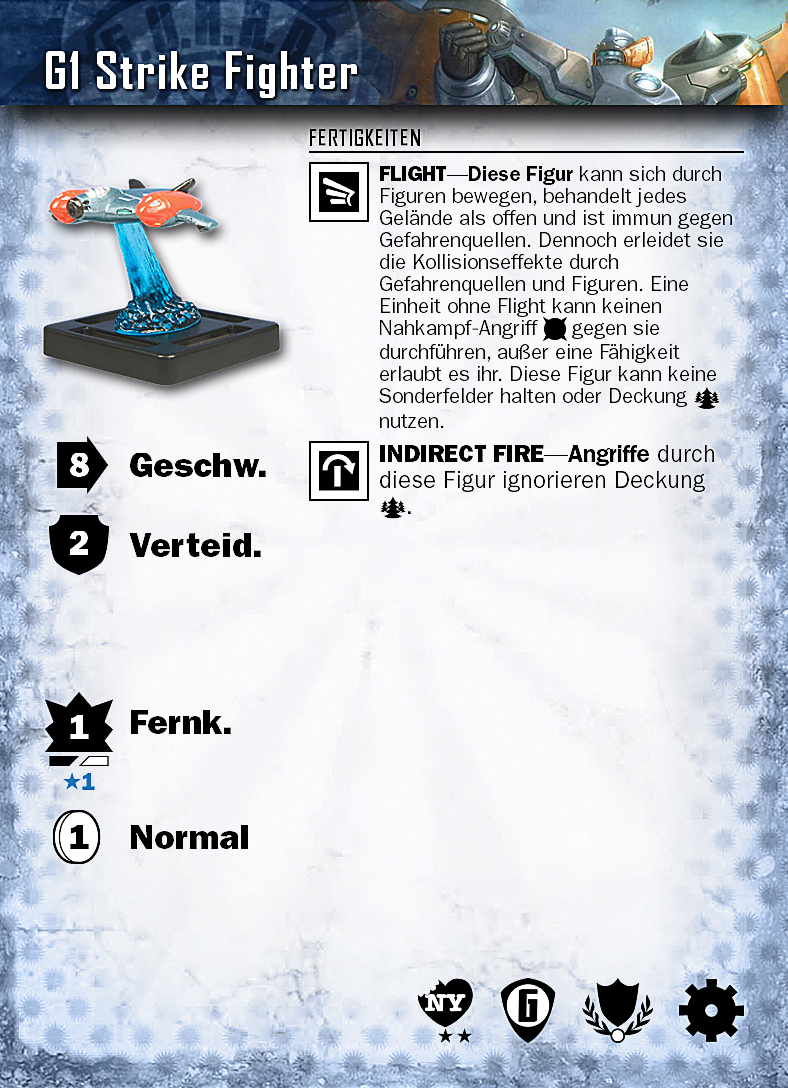 G1 Strike Fighter
FERTIGKEITEN
FLIGHT—Diese Figur kann sich durch
Figuren bewegen, behandelt jedes
Gelände als offen und ist immun gegen
Gefahrenquellen. Dennoch erleidet sie
die Kollisionseffekte durch
Gefahrenquellen und Figuren. Eine
Einheit ohne Flight kann keinen
Nahkampf-Angriff gegen sie
durchführen, außer eine Fähigkeit
erlaubt es ihr. Diese Figur kann keine
Sonderfelder halten oder Deckung
nutzen.
INDIRECT FIRE—Angriffe durch
diese Figur ignorieren Deckung
.
8 Geschw.
2 Verteid.
1 Fernk.
★1
1 Normal
NY
★★
G